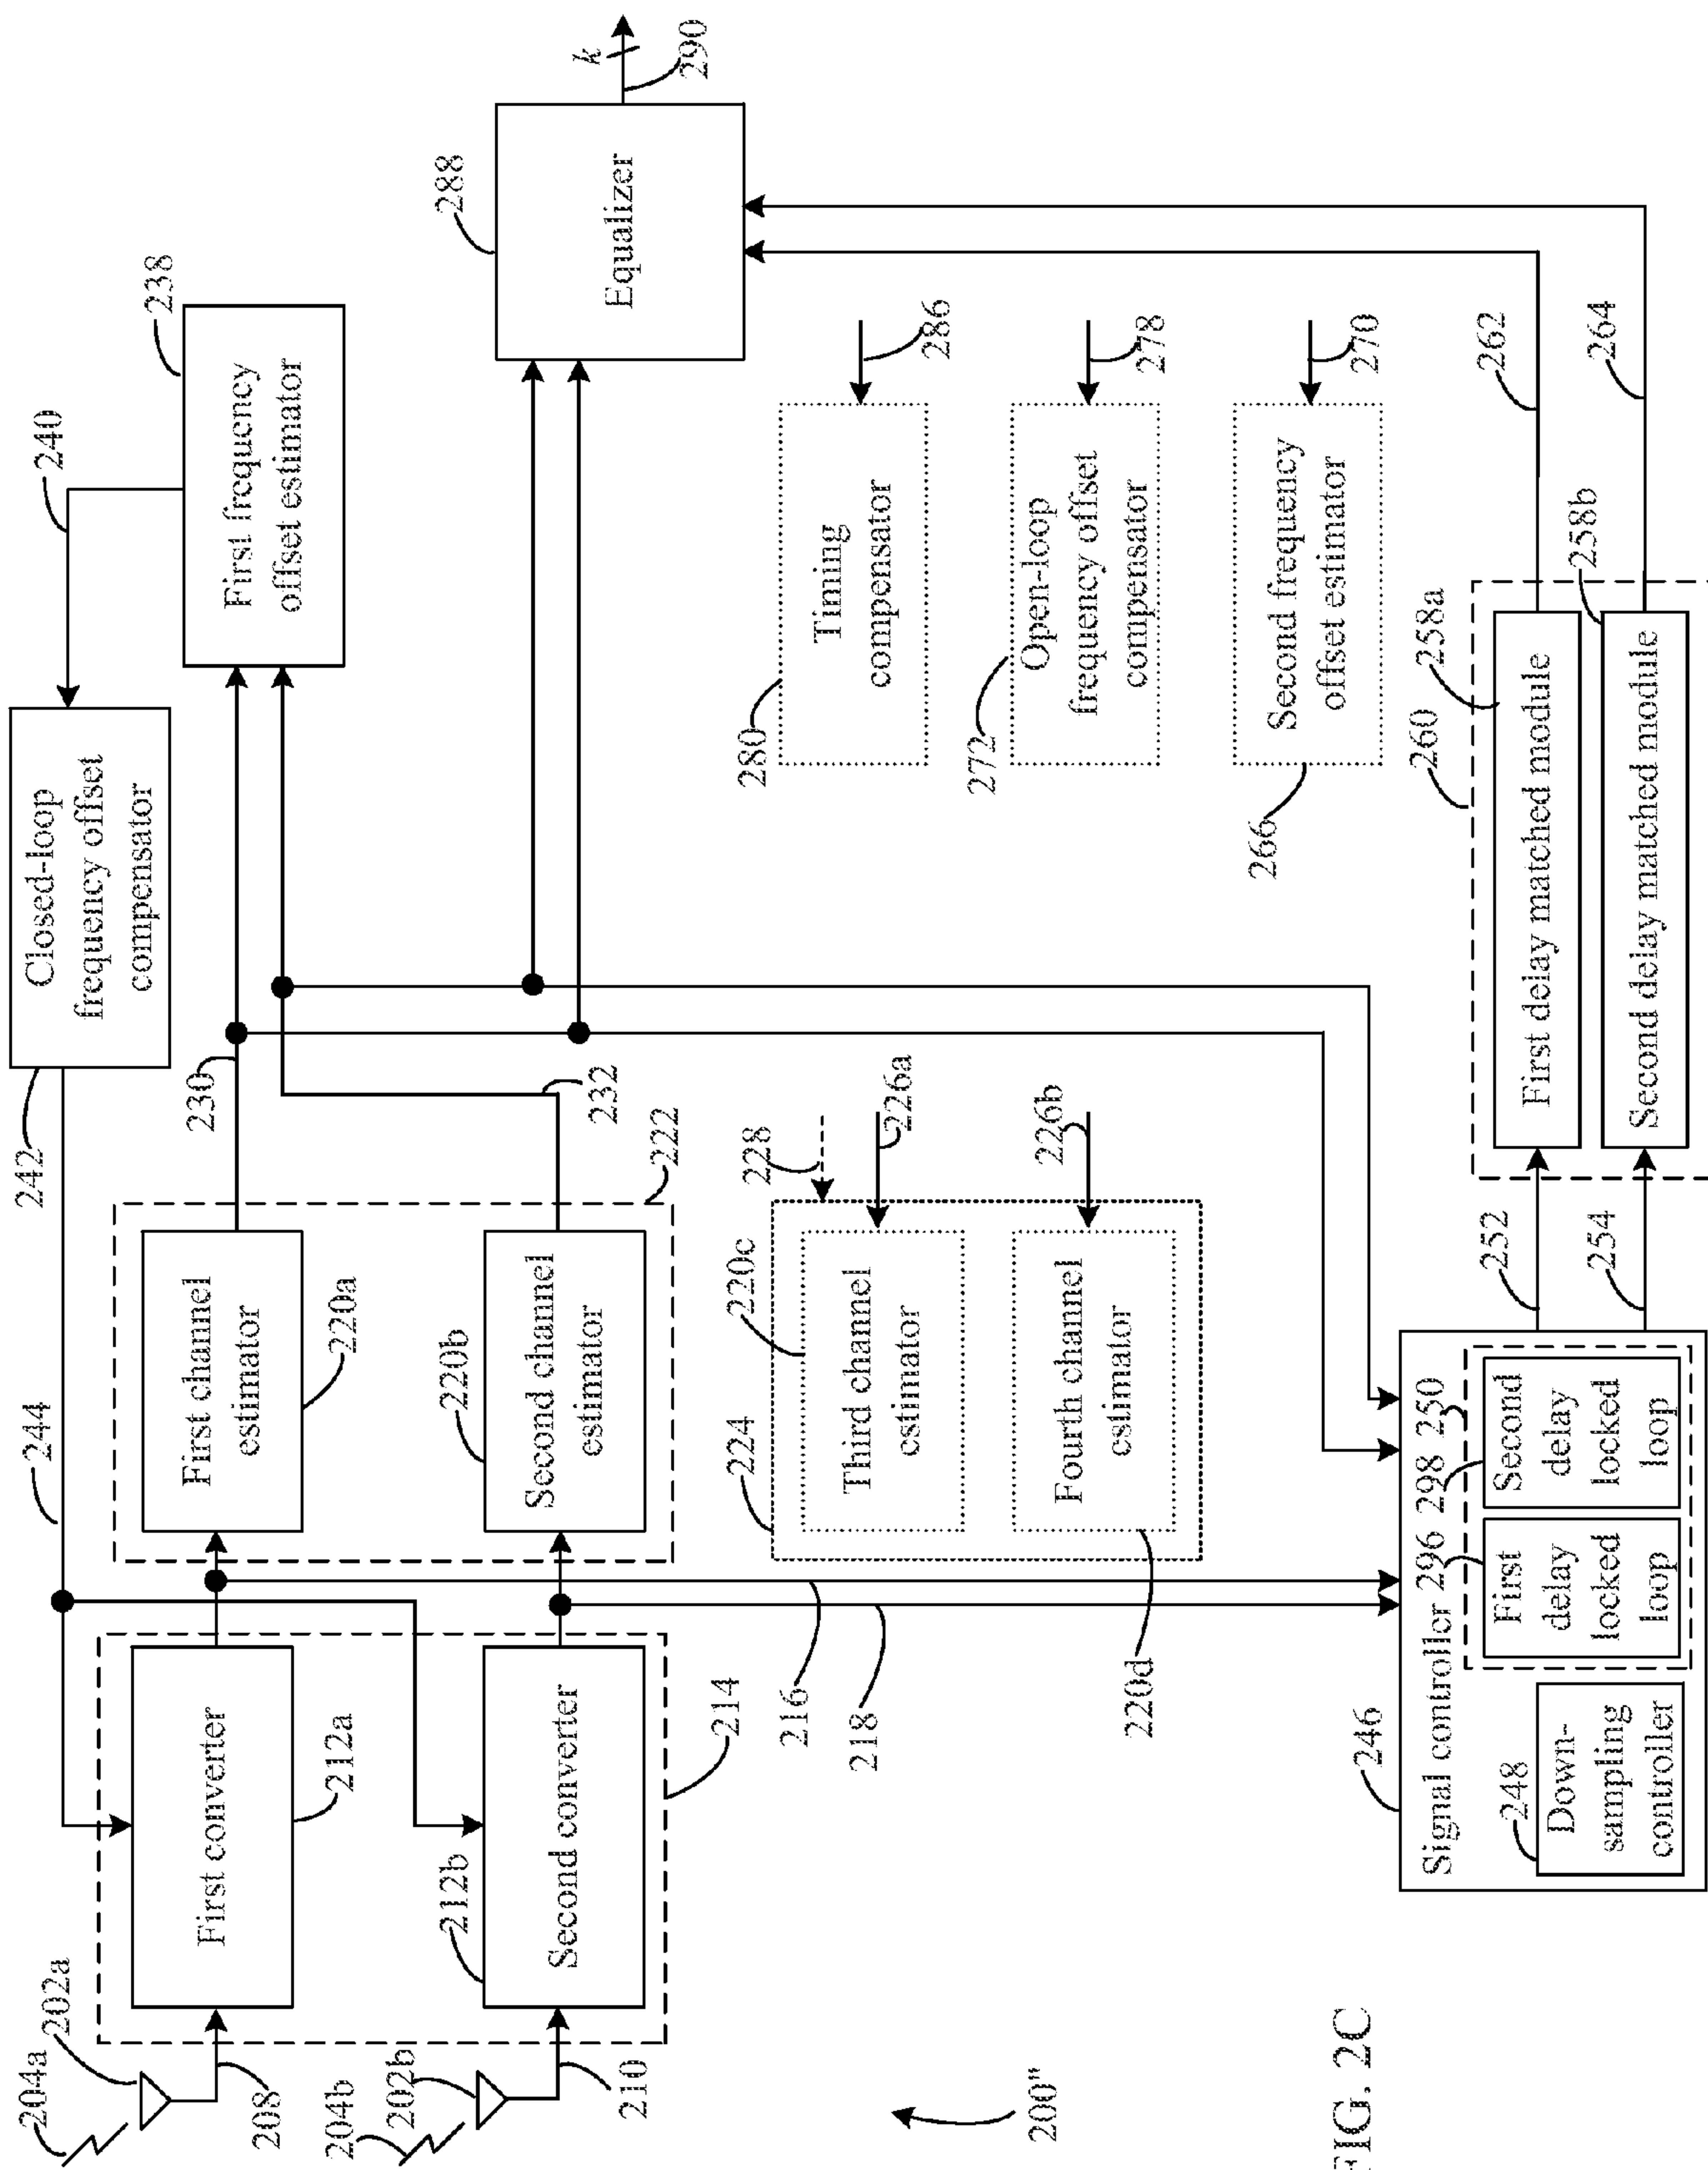 204a
202a
208
204b
202b
210
200"
FIG. 2C
First converter
212a
212b
Second converter
214
216
218
244
242
Closed-loop
frequency offset
compensator
240
First channel
estimator
220a
220b
Second channel
estimator
222
230
232
224
220c
Third channel
estimator
Fourth channel
estimator
220d
228
226a
226b
238
First frequency
offset estimator
288
Equalizer
k
290
280
Timing
compensator
286
272
Open-loop
frequency offset
compensator
278
266
Second frequency
offset estimator
270
246
Signal controller
296
298
250
248
Down-
sampling
controller
First
delay
locked
loop
Second
delay
locked
loop
252
254
260
258a
First delay matched module
258b
Second delay matched module
262
264